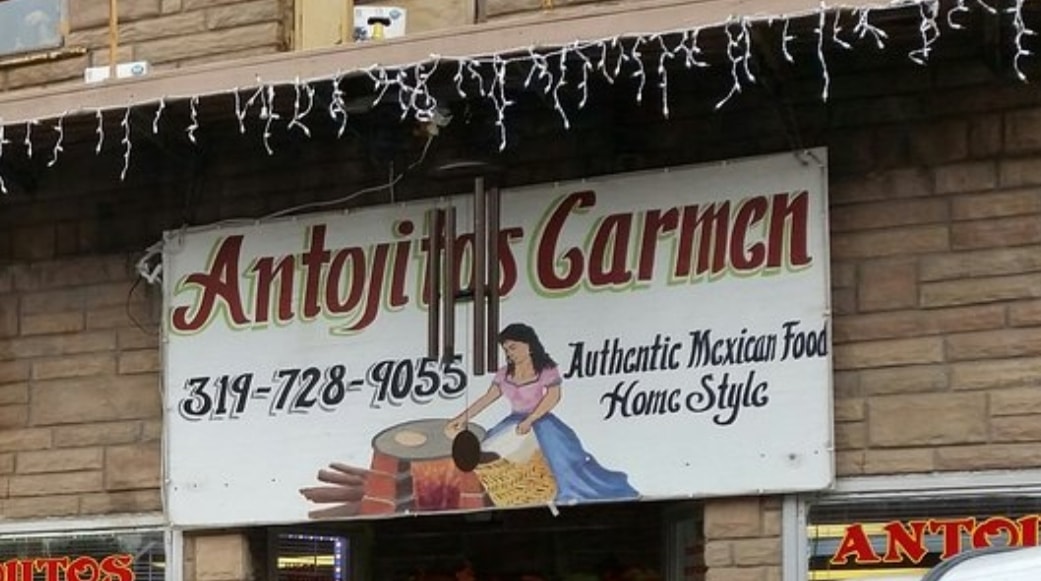 Antojitos Carmen
319-728-9055
Authentic Mexican Food
Home Style